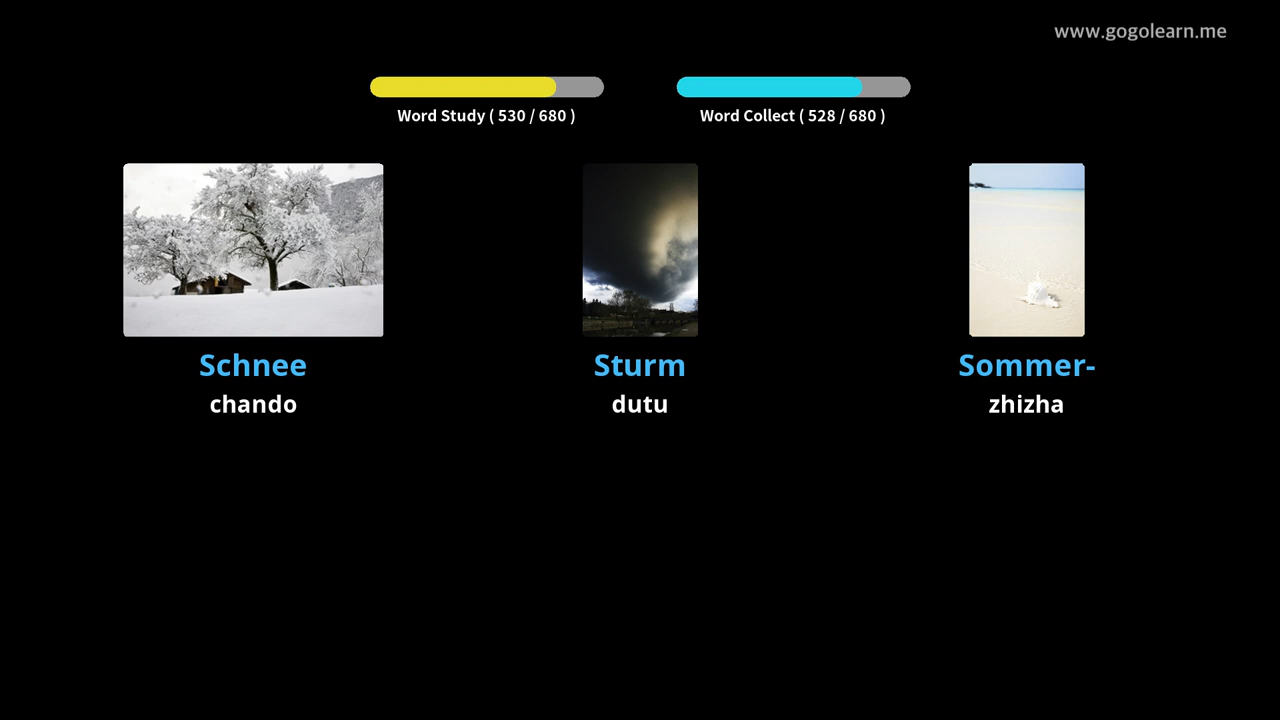 www.gogolearn.me
Word Study ( 530 / 680 )
Word Collect ( 528 / 680 )
Schnee
chando
Sturm
dutu
Sommer-
zhizha